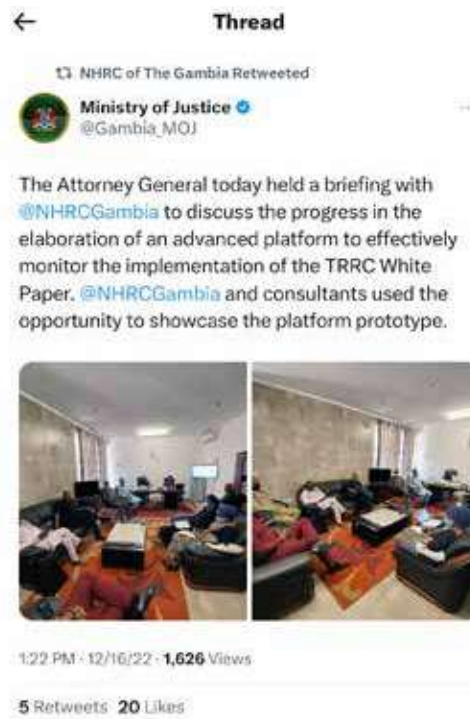 Thread
NHRC of The Gambia Retweeted
Ministry of Justice
@Gambia_MOJ
The Attorney General today held a briefing with
@NHRCGambia to discuss the progress in the
elaboration of an advanced platform to effectively
monitor the implementation of the TRRC White
Paper. @NHRCGambia and consultants used the
opportunity to showcase the platform prototype.
1:22 PM · 12/16/22 · 1,626 Views
5 Retweets 20 Likes